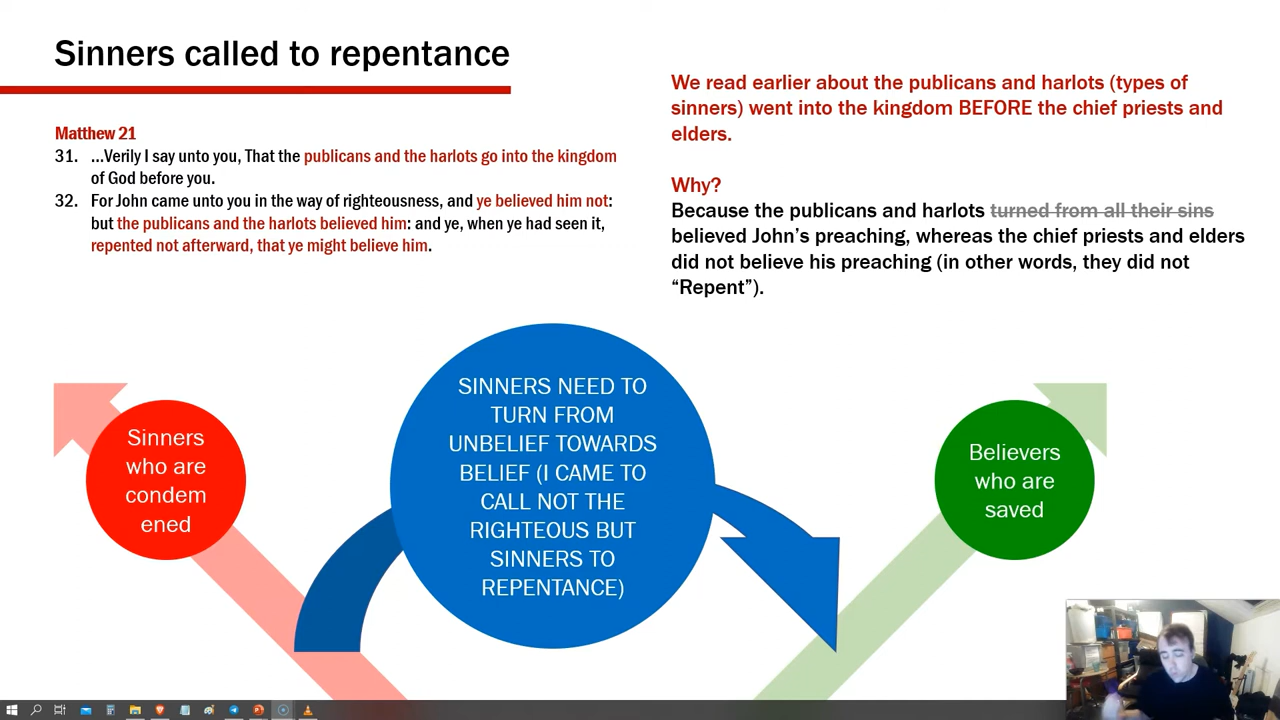 Sinners called to repentance
Matthew 21
31. ...Verily I say unto you, That the publicans and the harlots go into the kingdom
of God before you.
32. For John came unto you in the way of righteousness, and ye believed him not:
but the publicans and the harlots believed him: and ye, when ye had seen it,
repented not afterward, that ye might believe him.
We read earlier about the publicans and harlots (types of
sinners) went into the kingdom BEFORE the chief priests and
elders.
Why?
Because the publicans and harlots turned from all their sins
believed John’s preaching, whereas the chief priests and elders
did not believe his preaching (in other words, they did not
“Repent”).
Sinners
who are
condem
ened
SINNERS NEED TO
TURN FROM
UNBELIEF TOWARDS
BELIEF (I CAME TO
CALL NOT THE
RIGHTEOUS BUT
SINNERS TO
REPENTANCE)
Believers
who are
saved